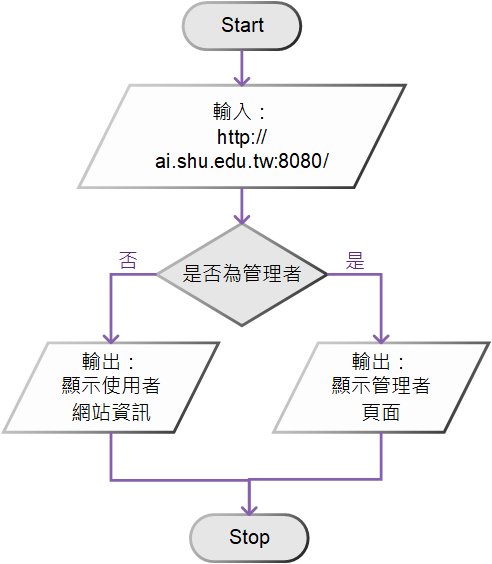 Start
輸入：
http://
ai.shu.edu.tw:8080/
是否為管理者
否
是
輸出：
顯示使用者
網站資訊
輸出：
顯示管理者
頁面
Stop